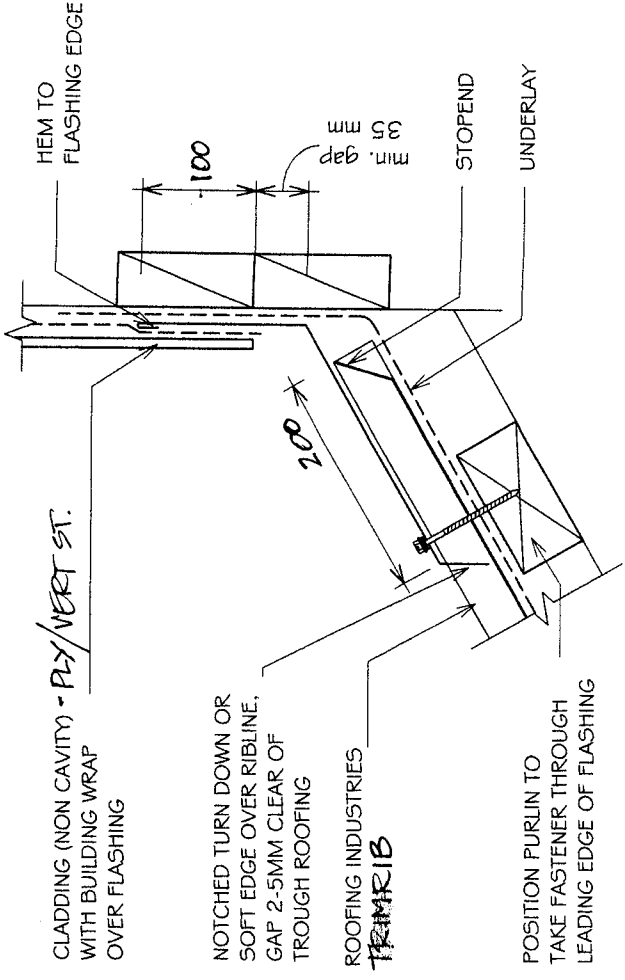 CLADDING (NON CAVITY) - PLY/VERT ST.
WITH BUILDING WRAP
OVER FLASHING
HEM TO
FLASHING EDGE
100
min. gap
35 mm
200
STOPEND
UNDERLAY
NOTCHED TURN DOWN OR
SOFT EDGE OVER RIBLINE,
GAP 2-5MM CLEAR OF
TROUGH ROOFING
ROOFING INDUSTRIES
TRIMRIB
POSITION PURLIN TO
TAKE FASTENER THROUGH
LEADING EDGE OF FLASHING